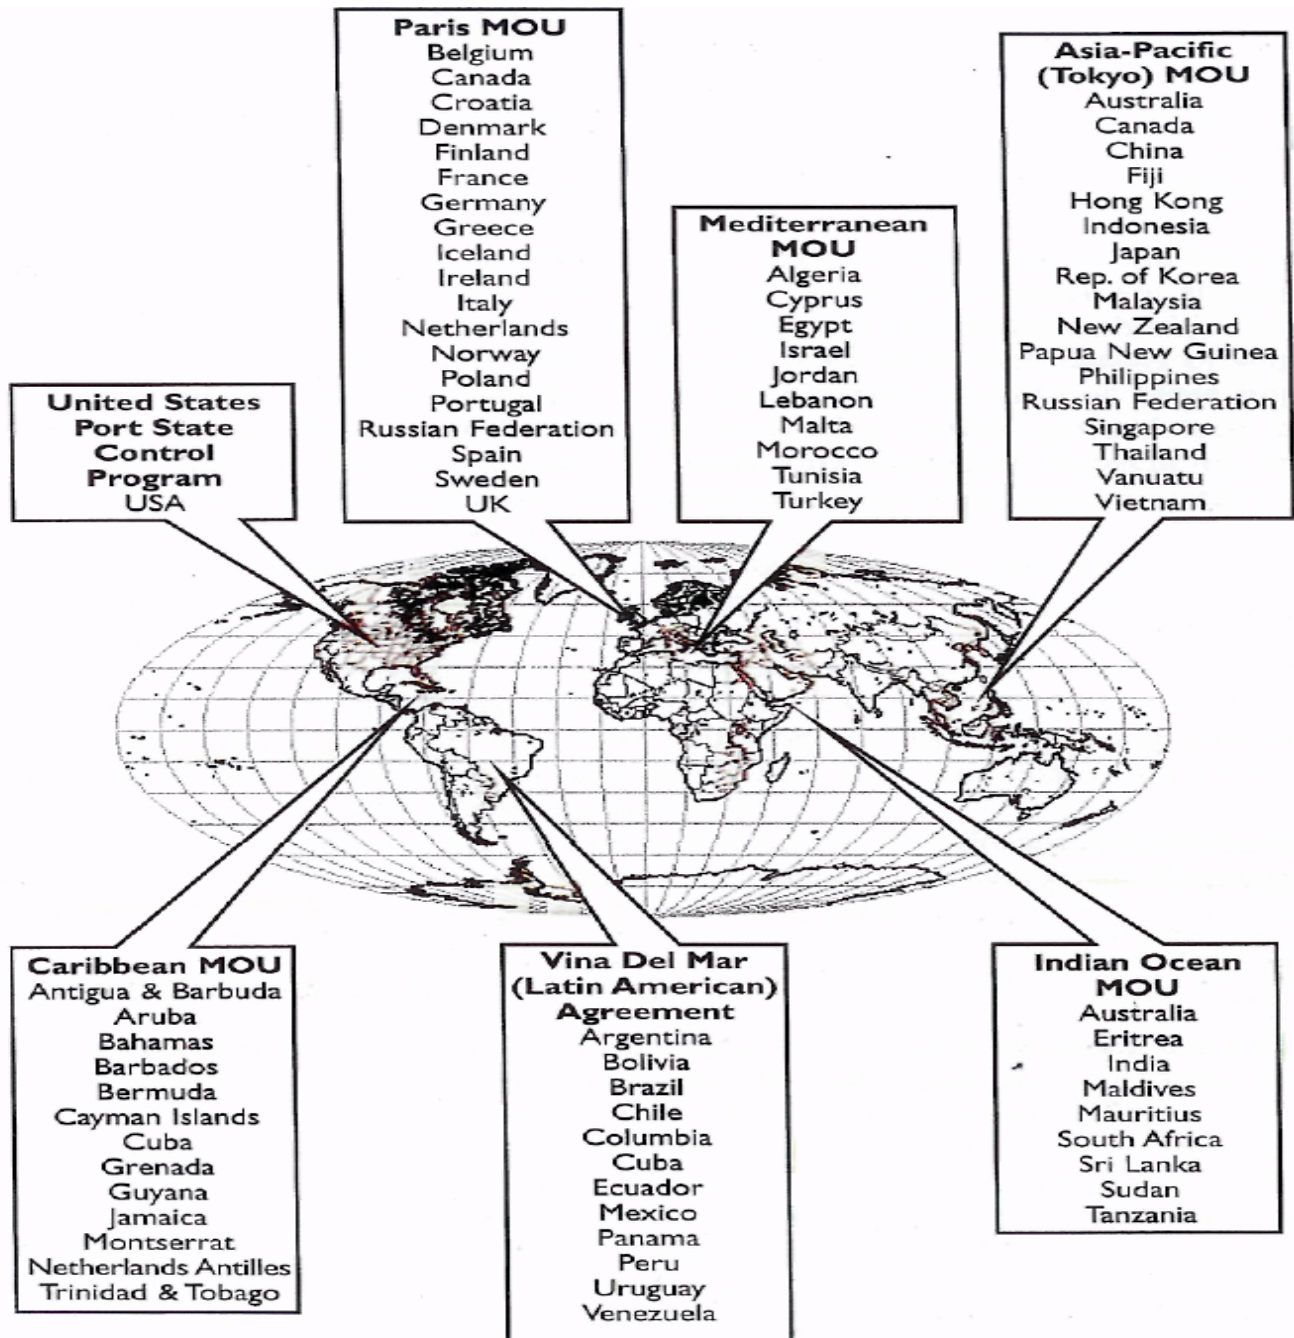 Paris MOU
Belgium
Canada
Croatia
Denmark
Finland
France
Germany
Greece
Iceland
Ireland
Italy
Netherlands
Norway
Poland
Portugal
Russian Federation
Spain
Sweden
UK
Asia-Pacific
(Tokyo) MOU
Australia
Canada
China
Fiji
Hong Kong
Indonesia
Japan
Rep. of Korea
Malaysia
New Zealand
Papua New Guinea
Philippines
Russian Federation
Singapore
Thailand
Vanuatu
Vietnam
Mediterranean
MOU
Algeria
Cyprus
Egypt
Israel
Jordan
Lebanon
Malta
Morocco
Tunisia
Turkey
United States
Port State
Control
Program
USA
Caribbean MOU
Antigua & Barbuda
Aruba
Bahamas
Barbados
Bermuda
Cayman Islands
Cuba
Grenada
Guyana
Jamaica
Montserrat
Netherlands Antilles
Trinidad & Tobago
Vina Del Mar
(Latin American)
Agreement
Argentina
Bolivia
Brazil
Chile
Columbia
Cuba
Ecuador
Mexico
Panama
Peru
Uruguay
Venezuela
Indian Ocean
MOU
Australia
Eritrea
India
Maldives
Mauritius
South Africa
Sri Lanka
Sudan
Tanzania